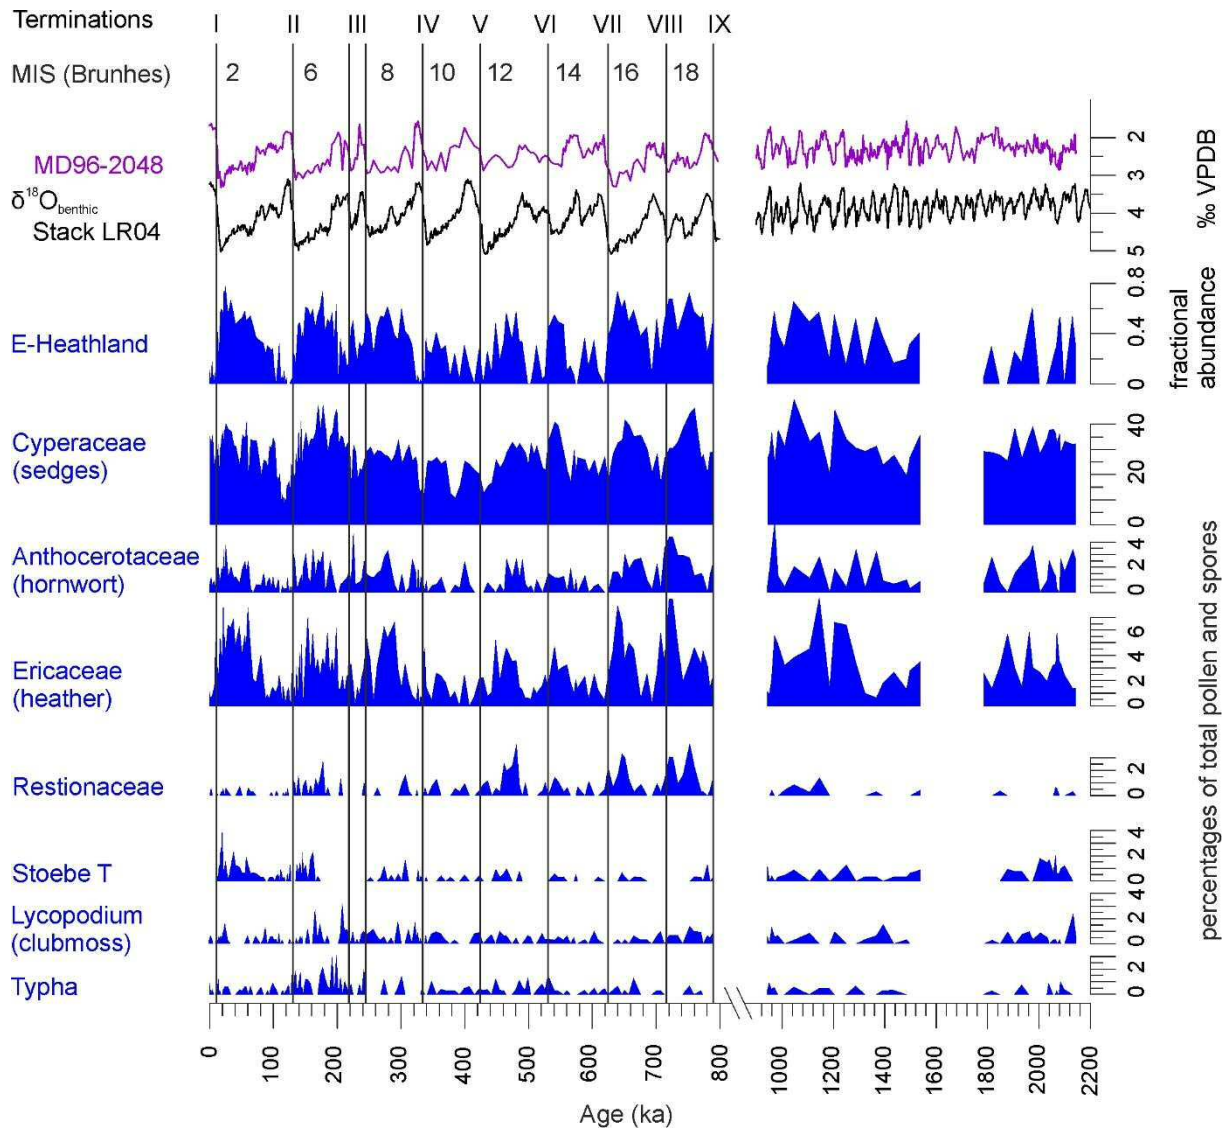 Terminations I II III IV V VI VII VIII IX
MIS (Brunhes) 2 6 8 10 12 14 16 18
MD96-2048
δ18Obenthic
Stack LR04
2
3
4
5
‰ VPDB
E-Heathland
0.8
0.4
0
fractional
abundance
Cyperaceae
(sedges)
40
20
0
Anthocerotaceae
(hornwort)
4
2
0
Ericaceae
(heather)
6
4
2
0
Restionaceae
2
0
Stoebe T
4
2
0
Lycopodium
(clubmoss)
4
2
0
Typha
2
0
percentages of total pollen and spores
0 100 200 300 400 500 600 700 800 1000 1200 1400 1600 1800 2000 2200
Age (ka)